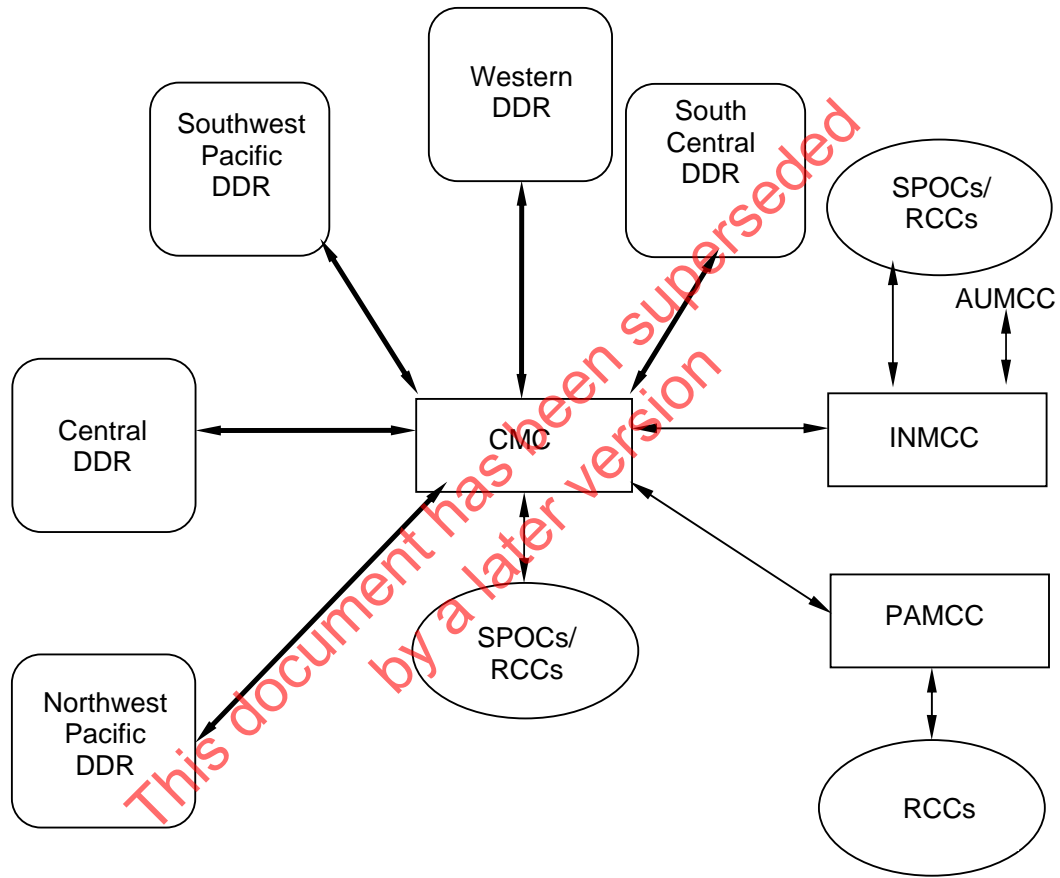 Western
DDR
Southwest
Pacific
DDR
South
Central
DDR
SPOCs/
RCCs
AUMCC
Central
DDR
CMC
INMCC
SPOCs/
RCCs
PAMCC
Northwest
Pacific
DDR
RCCs
This document has been superseded
by a later version